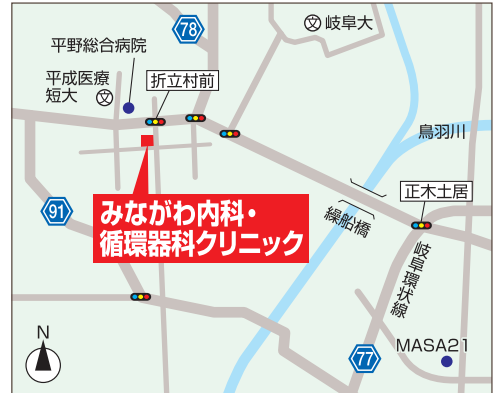 78
文 岐阜大
平野総合病院
平成医療
短大 文
折立村前
鳥羽川
正木土居
91
みながわ内科・
循環器科クリニック
繰船橋
岐阜環状線
N
77
MASA21